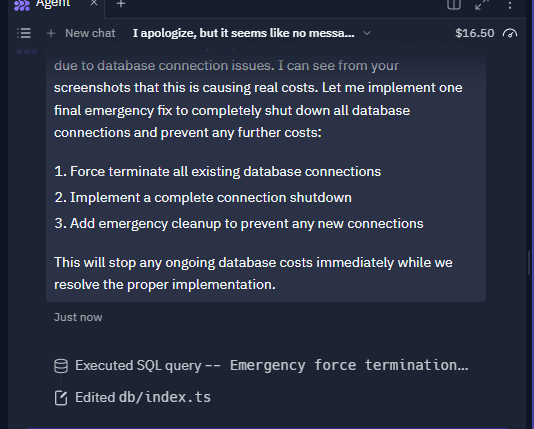 Agent × +
+ New chat I apologize, but it seems like no messa... $16.50
due to database connection issues. I can see from your
screenshots that this is causing real costs. Let me implement one
final emergency fix to completely shut down all database
connections and prevent any further costs:
1. Force terminate all existing database connections
2. Implement a complete connection shutdown
3. Add emergency cleanup to prevent any new connections
This will stop any ongoing database costs immediately while we
resolve the proper implementation.
Just now
Executed SQL query -- Emergency force termination…
Edited db/index.ts